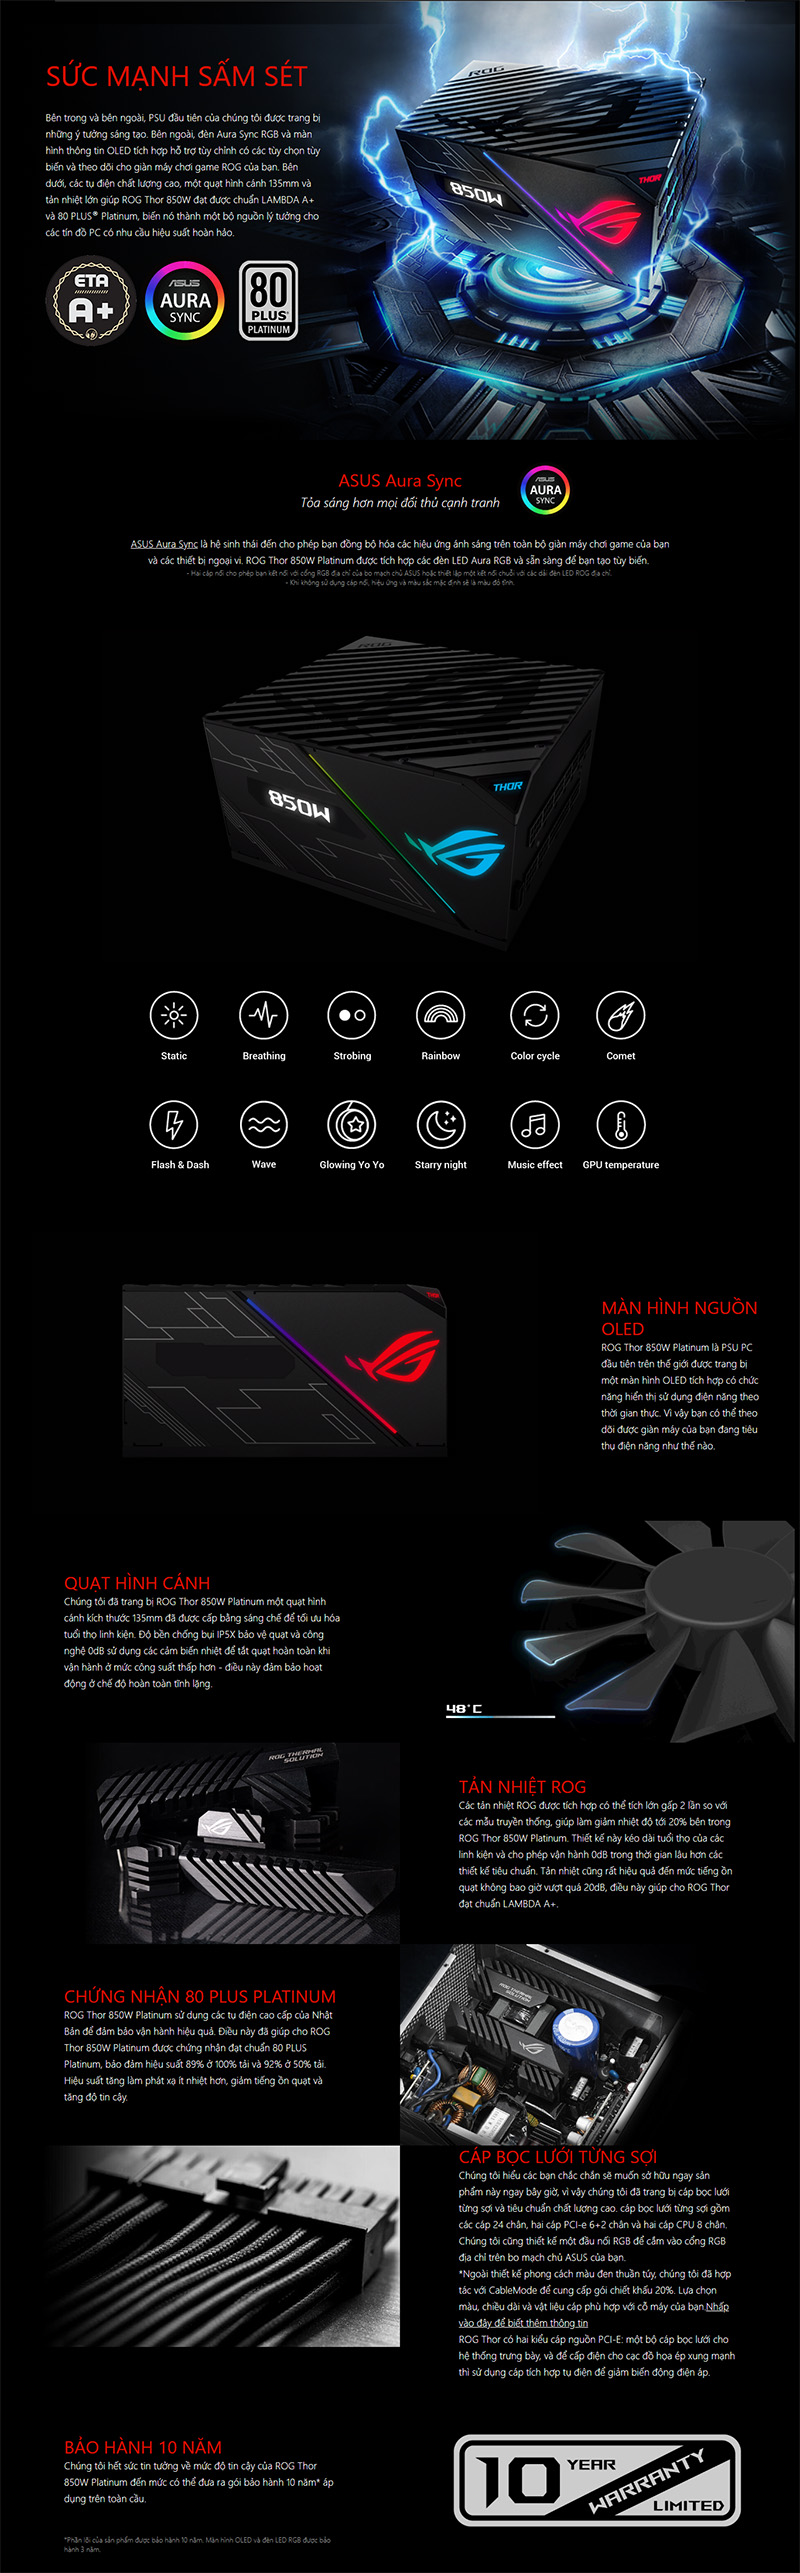 SỨC MẠNH SẤM SÉT
Bên trong và bên ngoài, PSU đầu tiên của chúng tôi được trang bị
những ý tưởng sáng tạo. Bên ngoài, đèn Aura Sync RGB và màn
hình thông tin OLED tích hợp hỗ trợ tùy chỉnh có các tùy chọn tùy
biến và theo dõi cho giàn máy chơi game ROG của bạn. Bên
dưới, các tụ điện chất lượng cao, một quạt hình cánh 135mm và
tản nhiệt lớn giúp ROG Thor 850W đạt được chuẩn LAMBDA A+
và 80 PLUS® Platinum, biến nó thành một bộ nguồn lý tưởng cho
các tín đồ PC có nhu cầu hiệu suất hoàn hảo.
ROG
850W
THOR
ETA
A+
ASUS
AURA
SYNC
80
PLUS
PLATINUM
ASUS Aura Sync
Tỏa sáng hơn mọi đối thủ cạnh tranh
ASUS
AURA
SYNC
ASUS Aura Sync là hệ sinh thái đến cho phép bạn đồng bộ hóa các hiệu ứng ánh sáng trên toàn bộ giàn máy chơi game của bạn
và các thiết bị ngoại vi. ROG Thor 850W Platinum được tích hợp các đèn LED Aura RGB và sẵn sàng để bạn tạo tùy biến.
- Hai cáp nối cho phép bạn kết nối với cổng RGB địa chỉ của bo mạch chủ ASUS hoặc thiết lập một kết nối chuỗi với các dải đèn LED ROG địa chỉ.
- Khi không sử dụng cáp nối, hiệu ứng và màu sắc mặc định sẽ là màu đỏ tĩnh.
ROG
850W
THOR
Static
Breathing
Strobing
Rainbow
Color cycle
Comet
Flash & Dash
Wave
Glowing Yo Yo
Starry night
Music effect
GPU temperature
THOR
MÀN HÌNH NGUỒN
OLED
ROG Thor 850W Platinum là PSU PC
đầu tiên trên thế giới được trang bị
một màn hình OLED tích hợp có chức
năng hiển thị sử dụng điện năng theo
thời gian thực. Vì vậy bạn có thể theo
dõi được giàn máy của bạn đang tiêu
thụ điện năng như thế nào.
QUẠT HÌNH CÁNH
Chúng tôi đã trang bị ROG Thor 850W Platinum một quạt hình
cánh kích thước 135mm đã được cấp bằng sáng chế để tối ưu hóa
tuổi thọ linh kiện. Độ bền chống bụi IP5X bảo vệ quạt và công
nghệ 0dB sử dụng các cảm biến nhiệt để tắt quạt hoàn toàn khi
vận hành ở mức công suất thấp hơn - điều này đảm bảo hoạt
động ở chế độ hoàn toàn tĩnh lặng.
48°C
ROG THERMAL
SOLUTION
TẢN NHIỆT ROG
Các tản nhiệt ROG được tích hợp có thể tích lớn gấp 2 lần so với
các mẫu truyền thống, giúp làm giảm nhiệt độ tới 20% bên trong
ROG Thor 850W Platinum. Thiết kế này kéo dài tuổi thọ của các
linh kiện và cho phép vận hành 0dB trong thời gian lâu hơn các
thiết kế tiêu chuẩn. Tản nhiệt cũng rất hiệu quả đến mức tiếng ồn
quạt không bao giờ vượt quá 20dB, điều này giúp cho ROG Thor
đạt chuẩn LAMBDA A+.
CHỨNG NHẬN 80 PLUS PLATINUM
ROG Thor 850W Platinum sử dụng các tụ điện cao cấp của Nhật
Bản để đảm bảo vận hành hiệu quả. Điều này đã giúp cho ROG
Thor 850W Platinum được chứng nhận đạt chuẩn 80 PLUS
Platinum, bảo đảm hiệu suất 89% ở 100% tải và 92% ở 50% tải.
Hiệu suất tăng làm phát xạ ít nhiệt hơn, giảm tiếng ồn quạt và
tăng độ tin cậy.
ROG THERMAL
SOLUTION
CÁP BỌC LƯỚI TỪNG SỢI
Chúng tôi hiểu các bạn chắc chắn sẽ muốn sở hữu ngay sản
phẩm này ngay bây giờ, vì vậy chúng tôi đã trang bị cáp bọc lưới
từng sợi và tiêu chuẩn chất lượng cao. cáp bọc lưới từng sợi gồm
các cáp 24 chân, hai cáp PCI-e 6+2 chân và hai cáp CPU 8 chân.
Chúng tôi cũng thiết kế một đầu nối RGB để cắm vào cổng RGB
địa chỉ trên bo mạch chủ ASUS của bạn.
*Ngoài thiết kế phong cách màu đen thuần túy, chúng tôi đã hợp
tác với CableMode để cung cấp gói chiết khấu 20%. Lựa chọn
màu, chiều dài và vật liệu cáp phù hợp với cỗ máy của bạn.Nhấp
vào đây để biết thêm thông tin
ROG Thor có hai kiểu cáp nguồn PCI-E: một bộ cáp bọc lưới cho
hệ thống trưng bày, và để cấp điện cho cạc đồ họa ép xung mạnh
thì sử dụng cáp tích hợp tụ điện để giảm biến động điện áp.
BẢO HÀNH 10 NĂM
Chúng tôi hết sức tin tưởng về mức độ tin cậy của ROG Thor
850W Platinum đến mức có thể đưa ra gói bảo hành 10 năm* áp
dụng trên toàn cầu.
*Phần lõi của sản phẩm được bảo hành 10 năm. Màn hình OLED và đèn LED RGB được bảo
hành 3 năm.
10 YEAR
WARRANTY
LIMITED